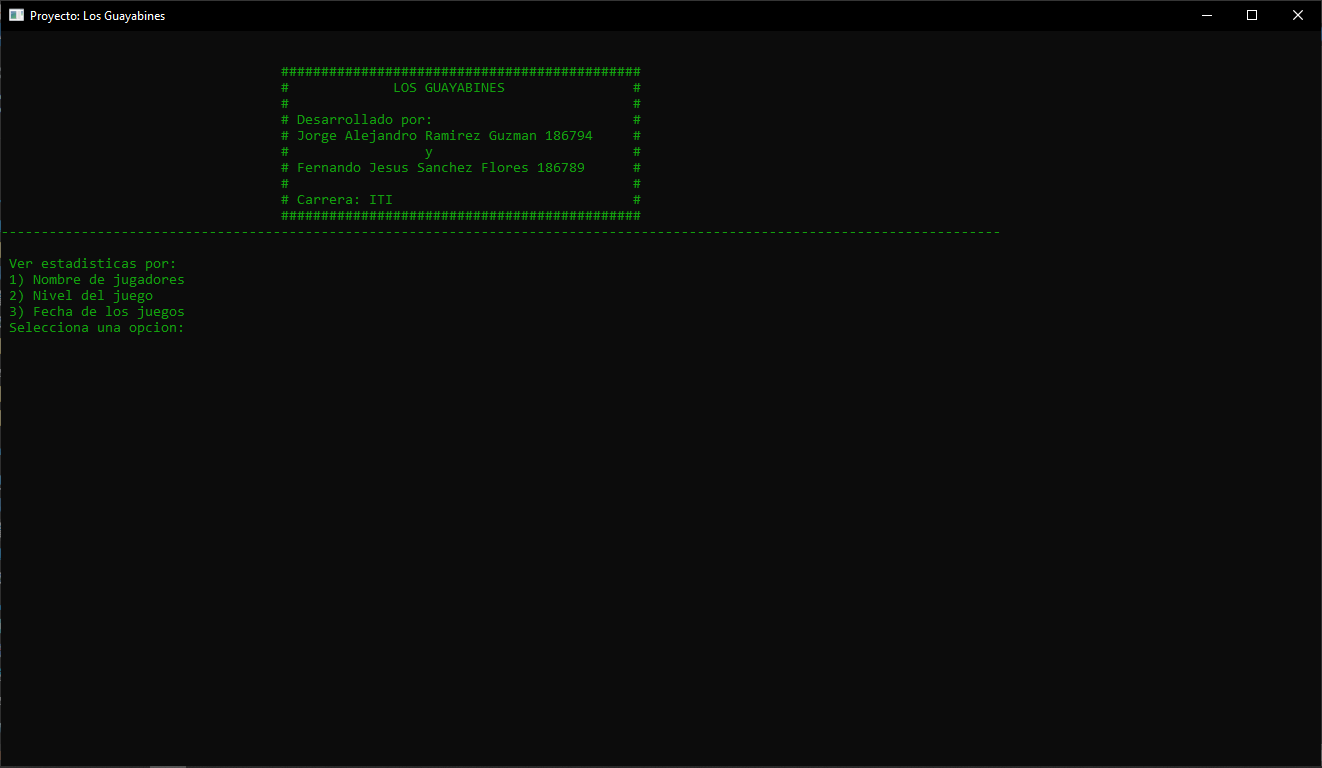 Proyecto: Los Guayabines
#############################################
# LOS GUAYABINES #
# #
# Desarrollado por: #
# Jorge Alejandro Ramirez Guzman 186794 #
# y #
# Fernando Jesus Sanchez Flores 186789 #
# #
# Carrera: ITI #
#############################################
-----------------------------------------------------------------------------------------------------------------------------
Ver estadisticas por:
1) Nombre de jugadores
2) Nivel del juego
3) Fecha de los juegos
Selecciona una opcion: